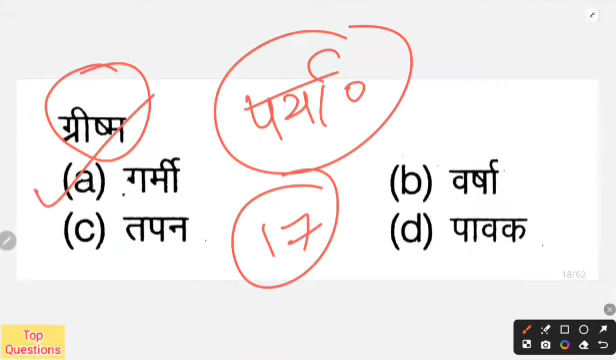 पर्या०
ग्रीष्म
(a) गर्मी (b) वर्षा
17
(c) तपन (d) पावक
18/62
Top
Questions